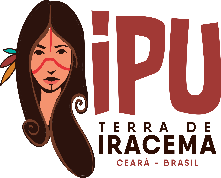 iPU
TERRA DE
IRACEMA
CEARÁ - BRASIL